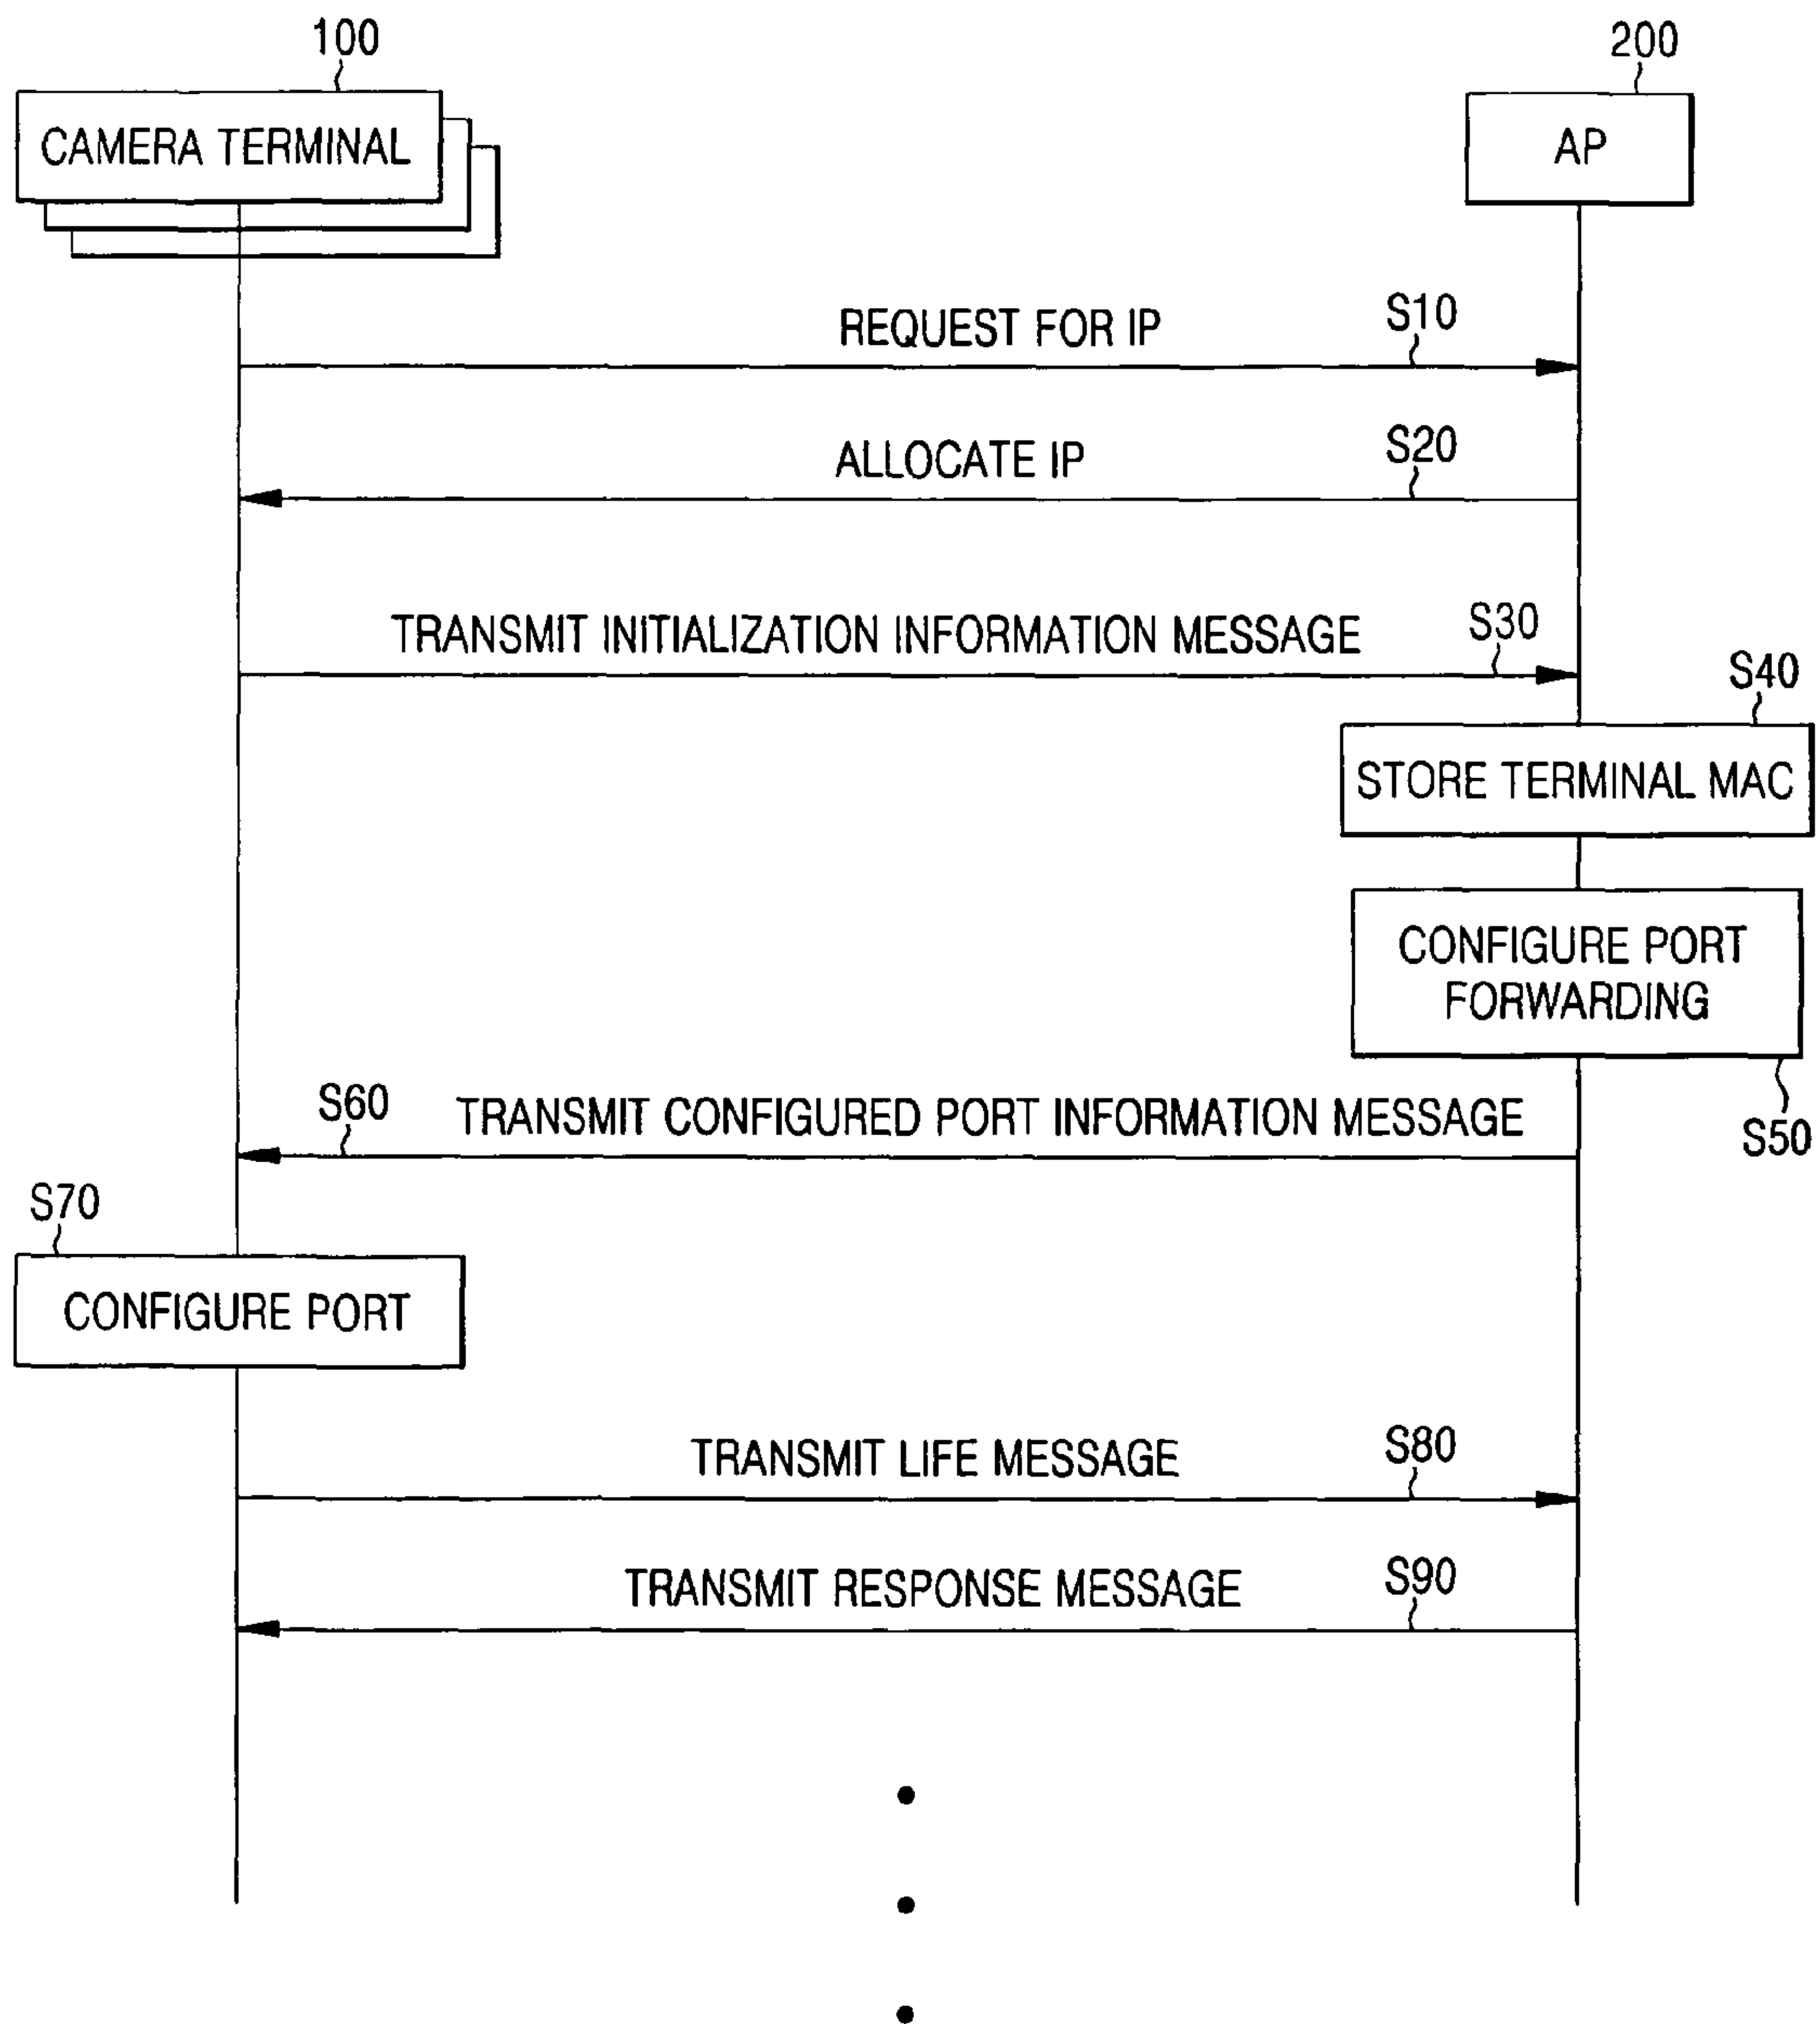 100
200
CAMERA TERMINAL
AP
REQUEST FOR IP
S10
ALLOCATE IP
S20
TRANSMIT INITIALIZATION INFORMATION MESSAGE
S30
S40
STORE TERMINAL MAC
CONFIGURE PORT
FORWARDING
S50
S60
TRANSMIT CONFIGURED PORT INFORMATION MESSAGE
S70
CONFIGURE PORT
TRANSMIT LIFE MESSAGE
S80
TRANSMIT RESPONSE MESSAGE
S90